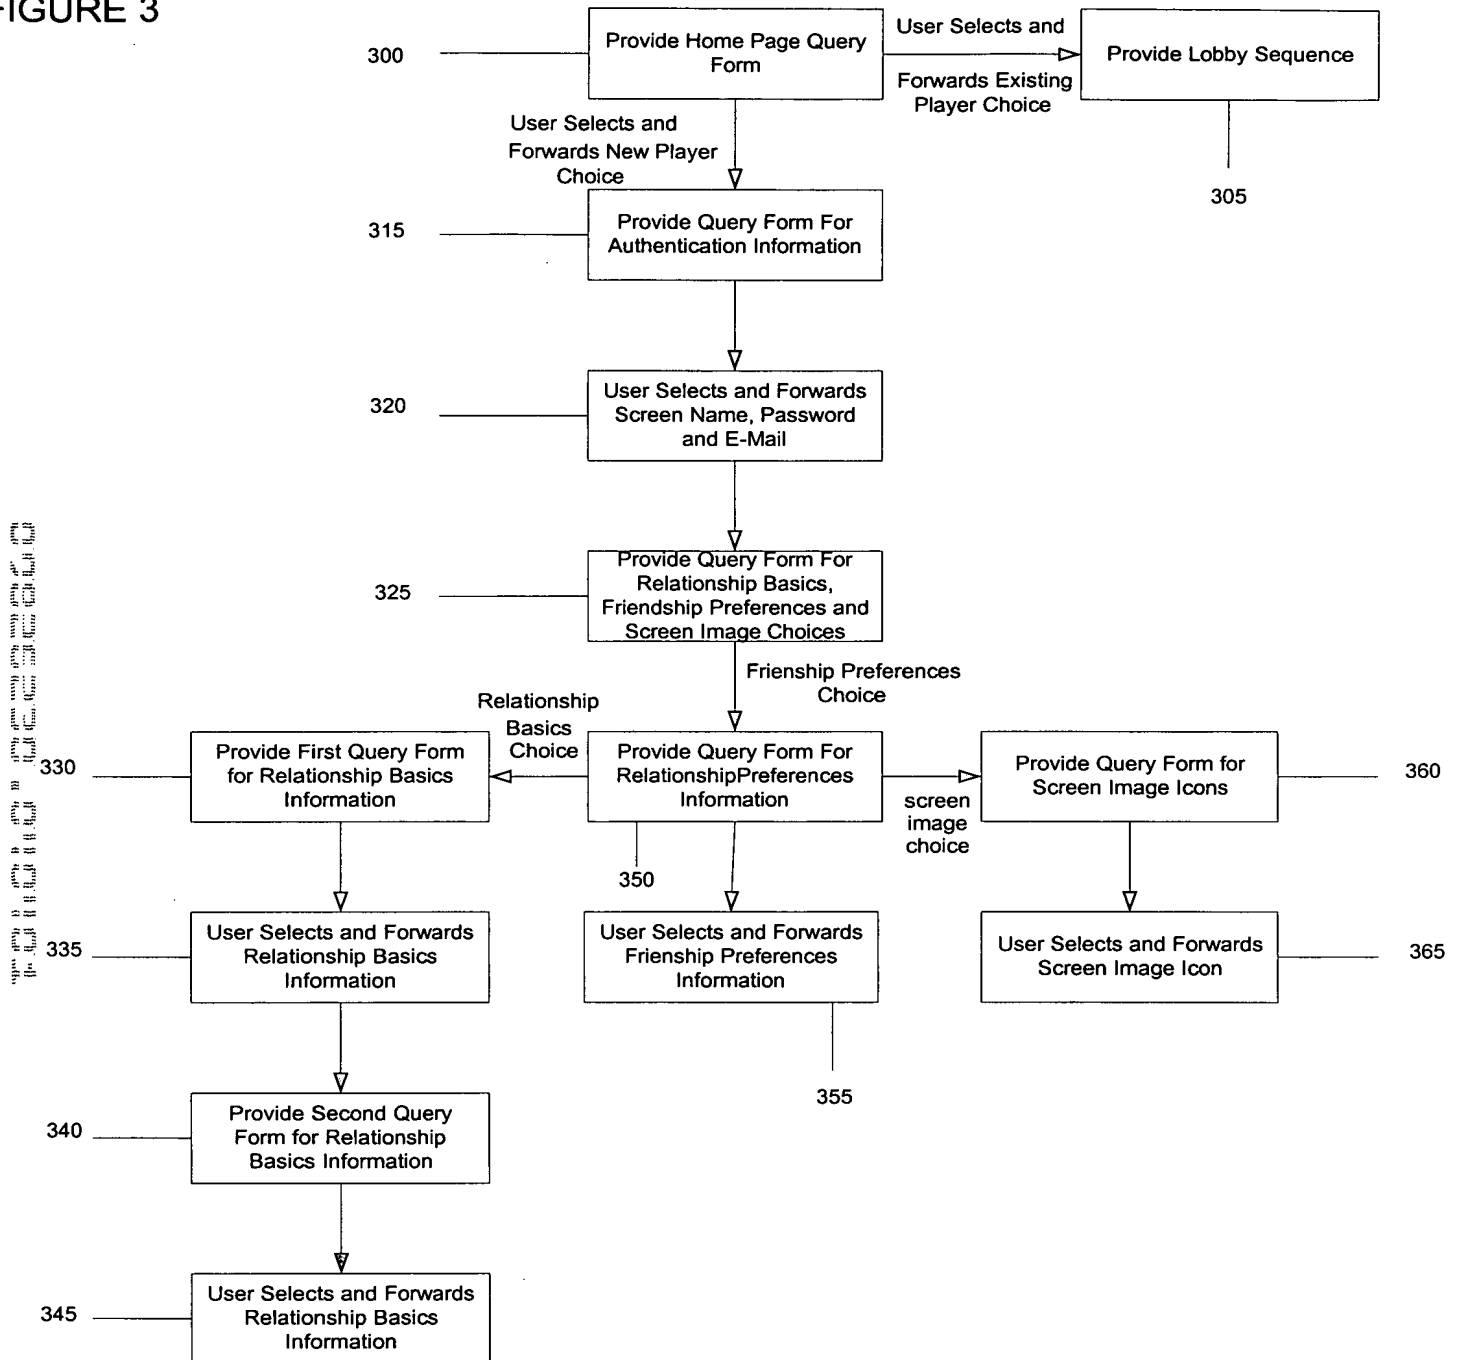 FIGURE 3
300
Provide Home Page Query
Form
User Selects and
Forwards Existing
Player Choice
Provide Lobby Sequence
305
User Selects and
Forwards New Player
Choice
315
Provide Query Form For
Authentication Information
320
User Selects and Forwards
Screen Name, Password
and E-Mail
325
Provide Query Form For
Relationship Basics,
Friendship Preferences and
Screen Image Choices
Frienship Preferences
Choice
Relationship
Basics
Choice
330
Provide First Query Form
for Relationship Basics
Information
Provide Query Form For
RelationshipPreferences
Information
350
screen
image
choice
Provide Query Form for
Screen Image Icons
360
335
User Selects and Forwards
Relationship Basics
Information
User Selects and Forwards
Frienship Preferences
Information
355
User Selects and Forwards
Screen Image Icon
365
340
Provide Second Query
Form for Relationship
Basics Information
345
User Selects and Forwards
Relationship Basics
Information